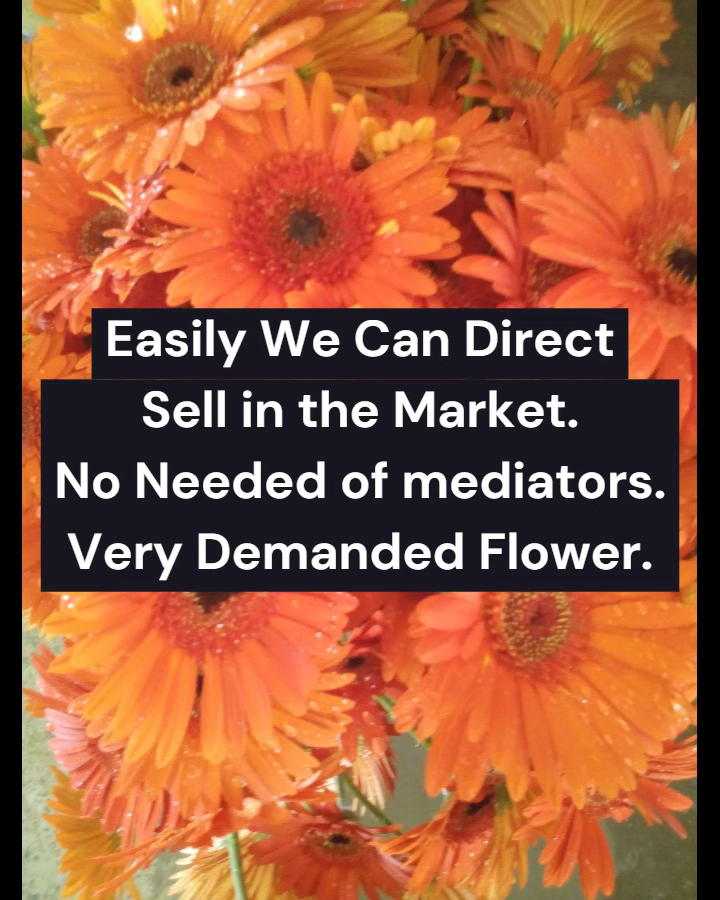 Easily We Can Direct
Sell in the Market.
No Needed of mediators.
Very Demanded Flower.